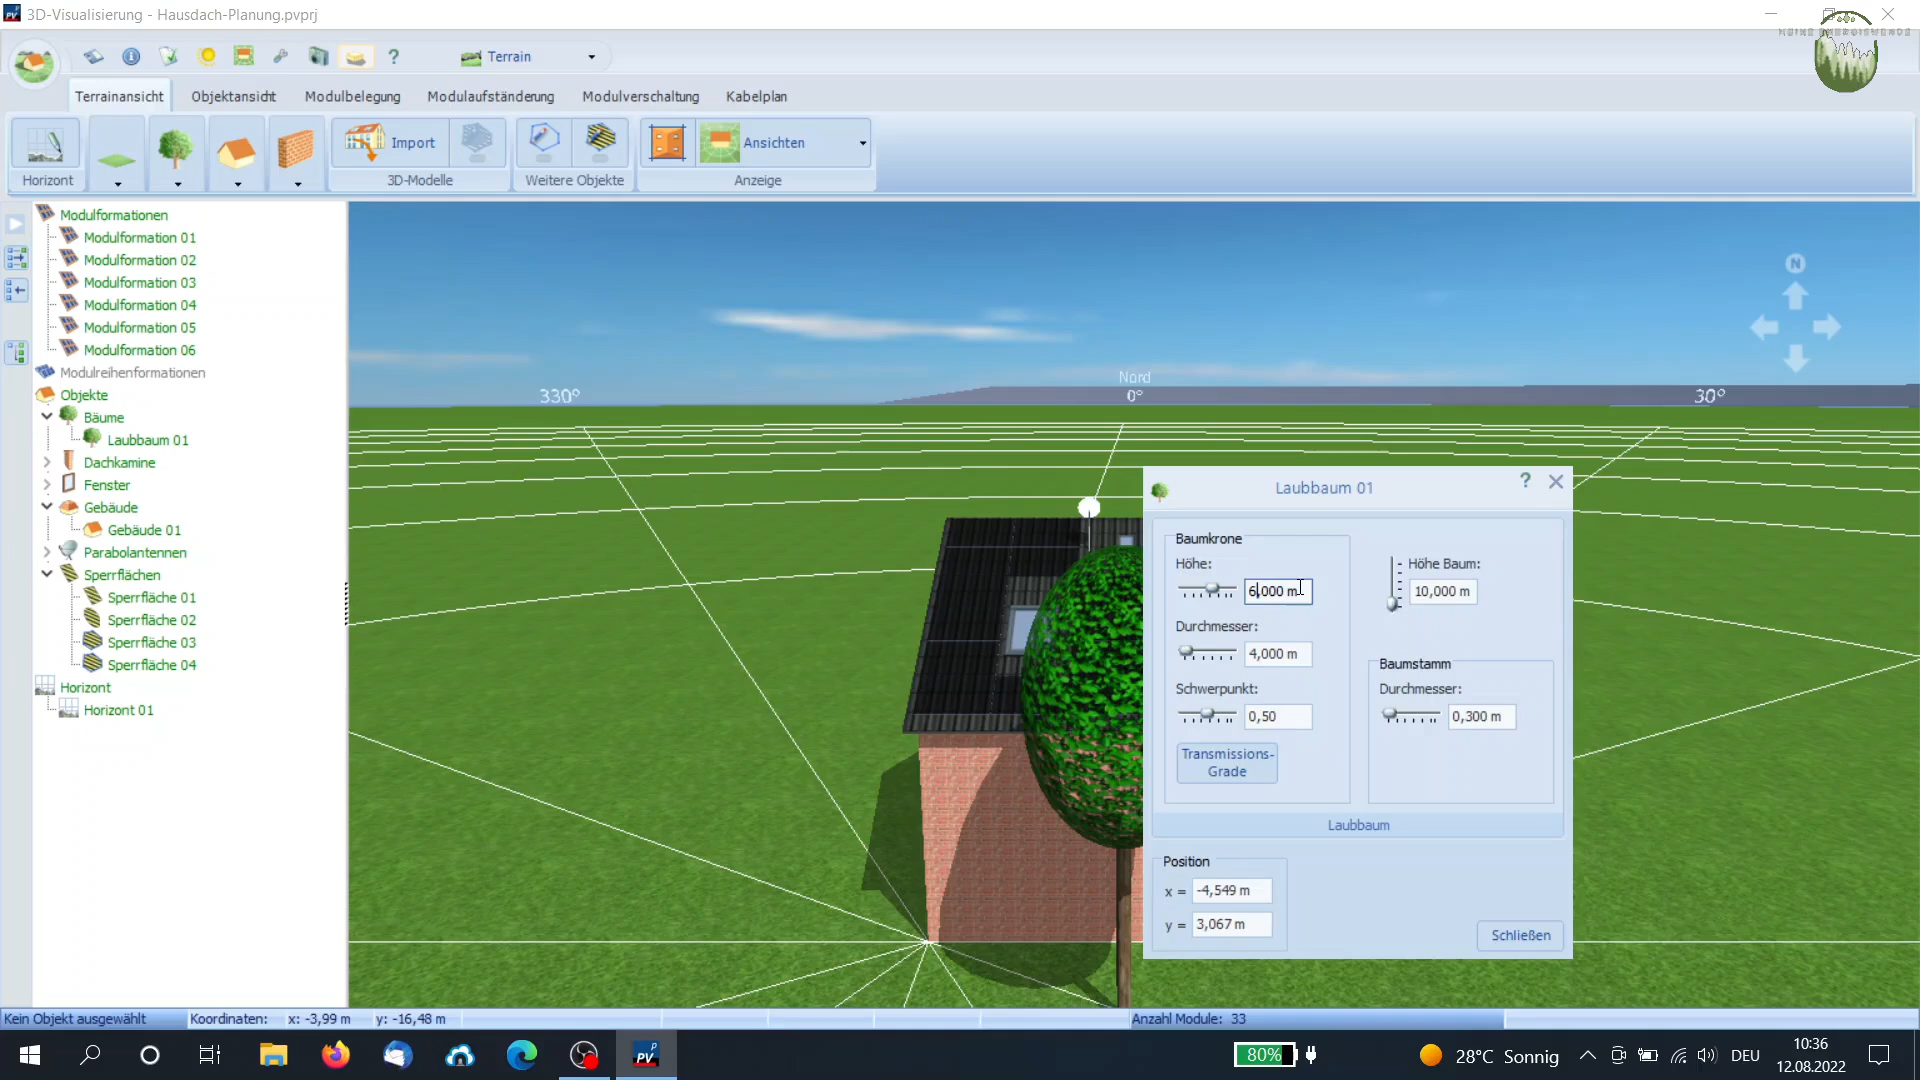 3D-Visualisierung - Hausdach-Planung.pvprj
MEINE ENERGIEWENDE
Terrain
Terrainansicht
Objektansicht
Modulbelegung
Modulaufständerung
Modulverschaltung
Kabelplan
Import
Ansichten
Horizont
3D-Modelle
Weitere Objekte
Anzeige
Modulformationen
Modulformation 01
Modulformation 02
Modulformation 03
Modulformation 04
Modulformation 05
Modulformation 06
Modulreihenformationen
Objekte
Bäume
Laubbaum 01
Dachkamine
Fenster
Gebäude
Gebäude 01
Parabolantennen
Sperrflächen
Sperrfläche 01
Sperrfläche 02
Sperrfläche 03
Sperrfläche 04
Horizont
Horizont 01
N
Nord
330°
0°
30°
Laubbaum 01
?
Baumkrone
Höhe:
6,000 m
Durchmesser:
4,000 m
Schwerpunkt:
0,50
Transmissions-
Grade
Höhe Baum:
10,000 m
Baumstamm
Durchmesser:
0,300 m
Laubbaum
Position
x = -4,549 m
y = 3,067 m
Schließen
Kein Objekt ausgewählt
Koordinaten: x: -3,99 m y: -16,48 m
Anzahl Module: 33
PV
80%
28°C Sonnig
DEU
10:36
12.08.2022